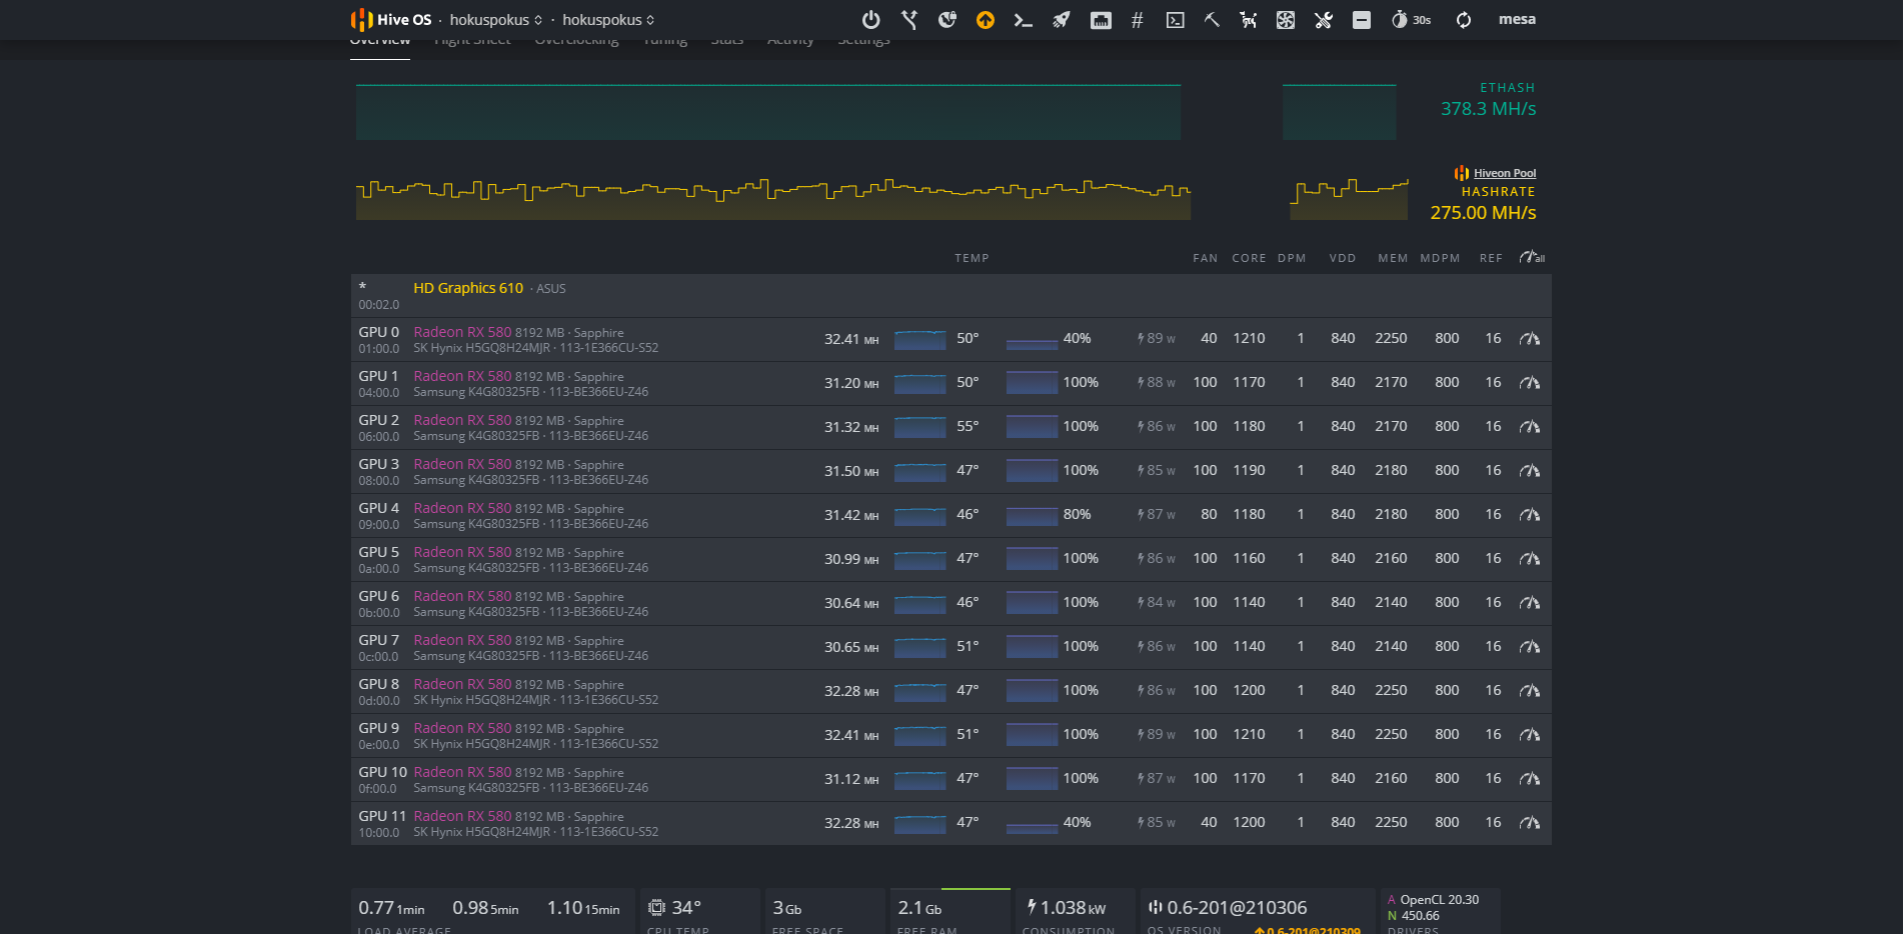 Hive OS · hokuspokus · hokuspokus
30s
mesa
Overview Flight Sheet Overclocking Tuning Stats Activity Settings
ETHASH
378.3 MH/s
Hiveon Pool
HASHRATE
275.00 MH/s
TEMP FAN CORE DPM VDD MEM MDPM REF all
* HD Graphics 610 · ASUS
00:02.0
GPU 0 Radeon RX 580 8192 MB · Sapphire 32.41 MH 50° 40% 89 W 40 1210 1 840 2250 800 16
01:00.0 SK Hynix H5GQ8H24MJR · 113-1E366CU-S52
GPU 1 Radeon RX 580 8192 MB · Sapphire 31.20 MH 50° 100% 88 W 100 1170 1 840 2170 800 16
04:00.0 Samsung K4G80325FB · 113-BE366EU-Z46
GPU 2 Radeon RX 580 8192 MB · Sapphire 31.32 MH 55° 100% 86 W 100 1180 1 840 2170 800 16
06:00.0 Samsung K4G80325FB · 113-BE366EU-Z46
GPU 3 Radeon RX 580 8192 MB · Sapphire 31.50 MH 47° 100% 85 W 100 1190 1 840 2180 800 16
08:00.0 Samsung K4G80325FB · 113-BE366EU-Z46
GPU 4 Radeon RX 580 8192 MB · Sapphire 31.42 MH 46° 80% 87 W 80 1180 1 840 2180 800 16
09:00.0 Samsung K4G80325FB · 113-BE366EU-Z46
GPU 5 Radeon RX 580 8192 MB · Sapphire 30.99 MH 47° 100% 86 W 100 1160 1 840 2160 800 16
0a:00.0 Samsung K4G80325FB · 113-BE366EU-Z46
GPU 6 Radeon RX 580 8192 MB · Sapphire 30.64 MH 46° 100% 84 W 100 1140 1 840 2140 800 16
0b:00.0 Samsung K4G80325FB · 113-BE366EU-Z46
GPU 7 Radeon RX 580 8192 MB · Sapphire 30.65 MH 51° 100% 86 W 100 1140 1 840 2140 800 16
0c:00.0 Samsung K4G80325FB · 113-BE366EU-Z46
GPU 8 Radeon RX 580 8192 MB · Sapphire 32.28 MH 47° 100% 86 W 100 1200 1 840 2250 800 16
0d:00.0 SK Hynix H5GQ8H24MJR · 113-1E366CU-S52
GPU 9 Radeon RX 580 8192 MB · Sapphire 32.41 MH 51° 100% 89 W 100 1210 1 840 2250 800 16
0e:00.0 SK Hynix H5GQ8H24MJR · 113-1E366CU-S52
GPU 10 Radeon RX 580 8192 MB · Sapphire 31.12 MH 47° 100% 87 W 100 1170 1 840 2160 800 16
0f:00.0 Samsung K4G80325FB · 113-BE366EU-Z46
GPU 11 Radeon RX 580 8192 MB · Sapphire 32.28 MH 47° 40% 85 W 40 1200 1 840 2250 800 16
10:00.0 SK Hynix H5GQ8H24MJR · 113-1E366CU-S52
0.77 1min 0.98 5min 1.10 15min 34° 3 Gb 2.1 Gb 1.038 kW 0.6-201@210306 A OpenCL 20.30
N 450.66
LOAD AVERAGE CPU TEMP FREE SPACE FREE RAM CONSUMPTION OS VERSION 0.6-201@210309 DRIVERS